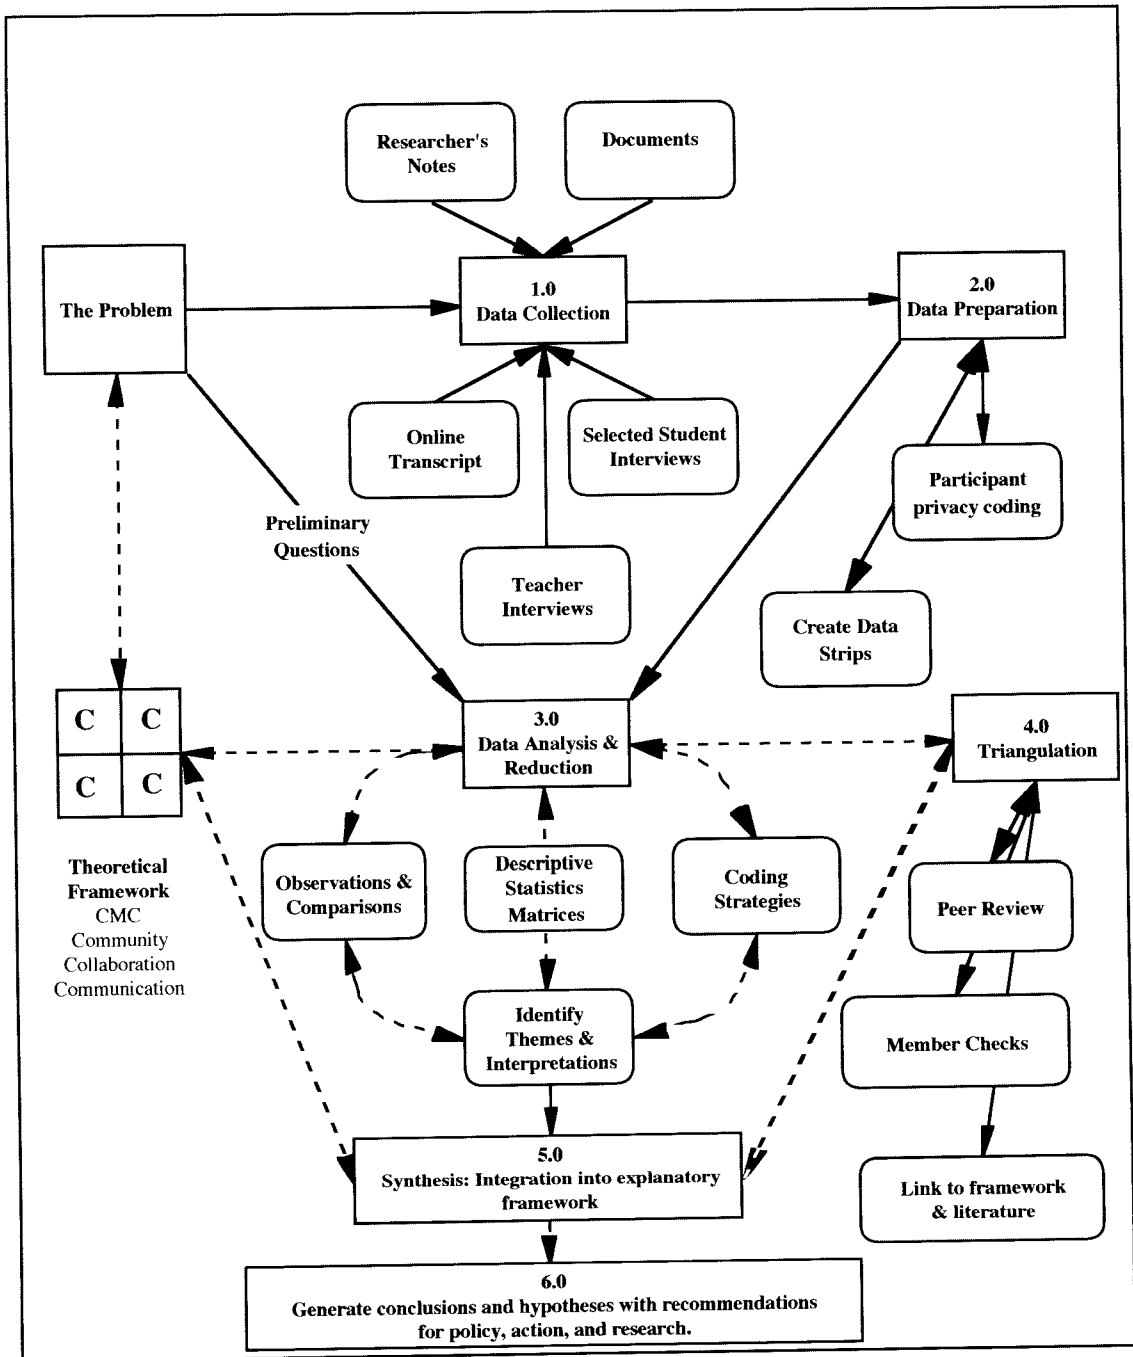 Researcher's
Notes
Documents
The Problem
1.0
Data Collection
2.0
Data Preparation
Online
Transcript
Selected Student
Interviews
Participant
privacy coding
Preliminary
Questions
Teacher
Interviews
Create Data
Strips
C
C
C
C
3.0
Data Analysis &
Reduction
4.0
Triangulation
Theoretical
Framework
CMC
Community
Collaboration
Communication
Observations &
Comparisons
Descriptive
Statistics
Matrices
Coding
Strategies
Peer Review
Identify
Themes &
Interpretations
Member Checks
5.0
Synthesis: Integration into explanatory
framework
Link to framework
& literature
6.0
Generate conclusions and hypotheses with recommendations
for policy, action, and research.